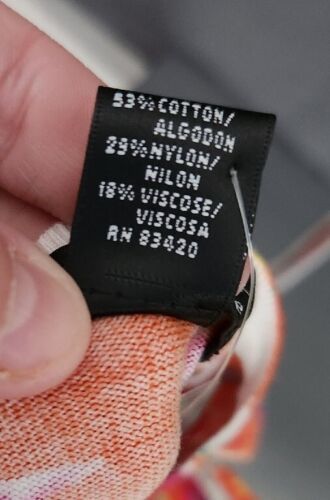 53% COTTON/
ALGODON
29% NYLON/
NILON
18% VISCOSE/
VISCOSA
RN 83420